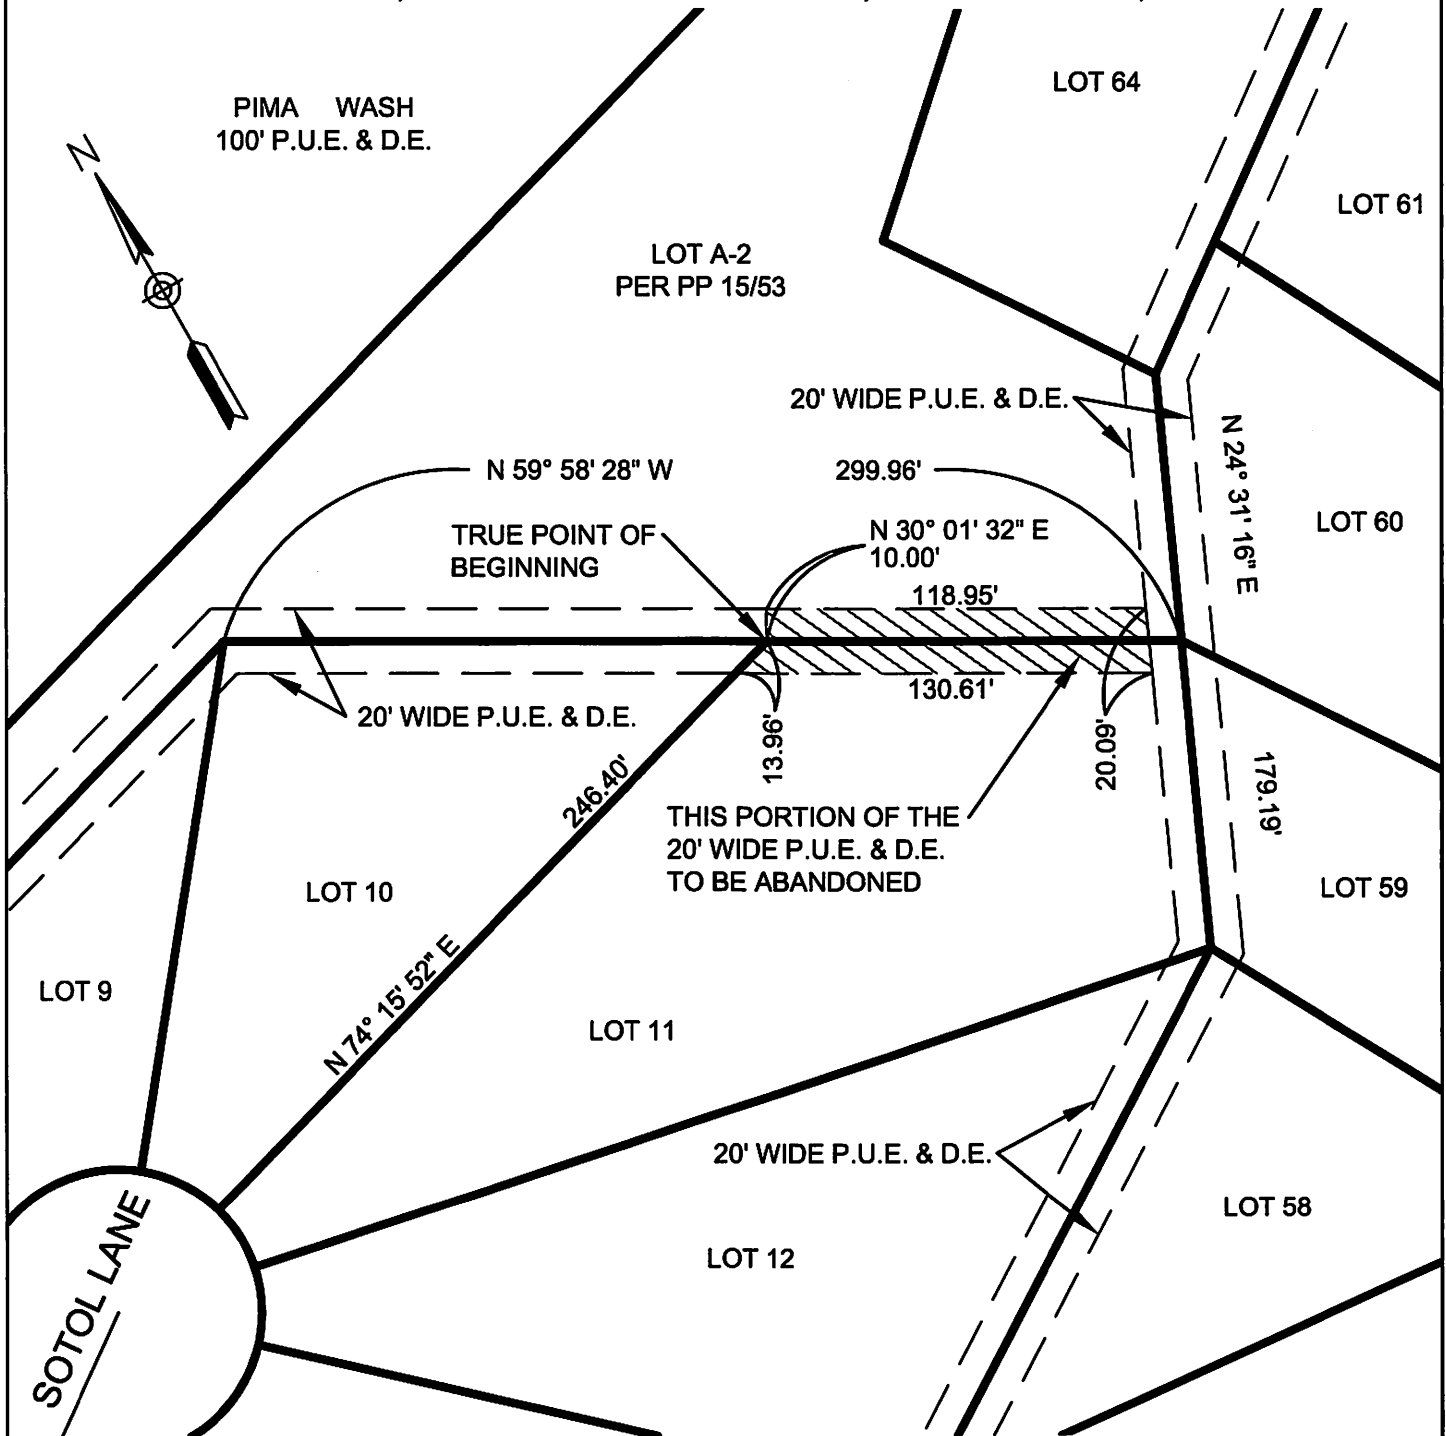 LOT 64
PIMA WASH
100' P.U.E. & D.E.
N
LOT 61
LOT A-2
PER PP 15/53
20' WIDE P.U.E. & D.E.
N 24° 31' 16" E
N 59° 58' 28" W
299.96'
LOT 60
TRUE POINT OF
BEGINNING
N 30° 01' 32" E
10.00'
118.95'
130.61'
20' WIDE P.U.E. & D.E.
13.96'
20.09'
179.19'
246.40'
THIS PORTION OF THE
20' WIDE P.U.E. & D.E.
TO BE ABANDONED
LOT 10
LOT 59
N 74° 15' 52" E
LOT 9
LOT 11
20' WIDE P.U.E. & D.E.
LOT 58
LOT 12
SOTOL LANE